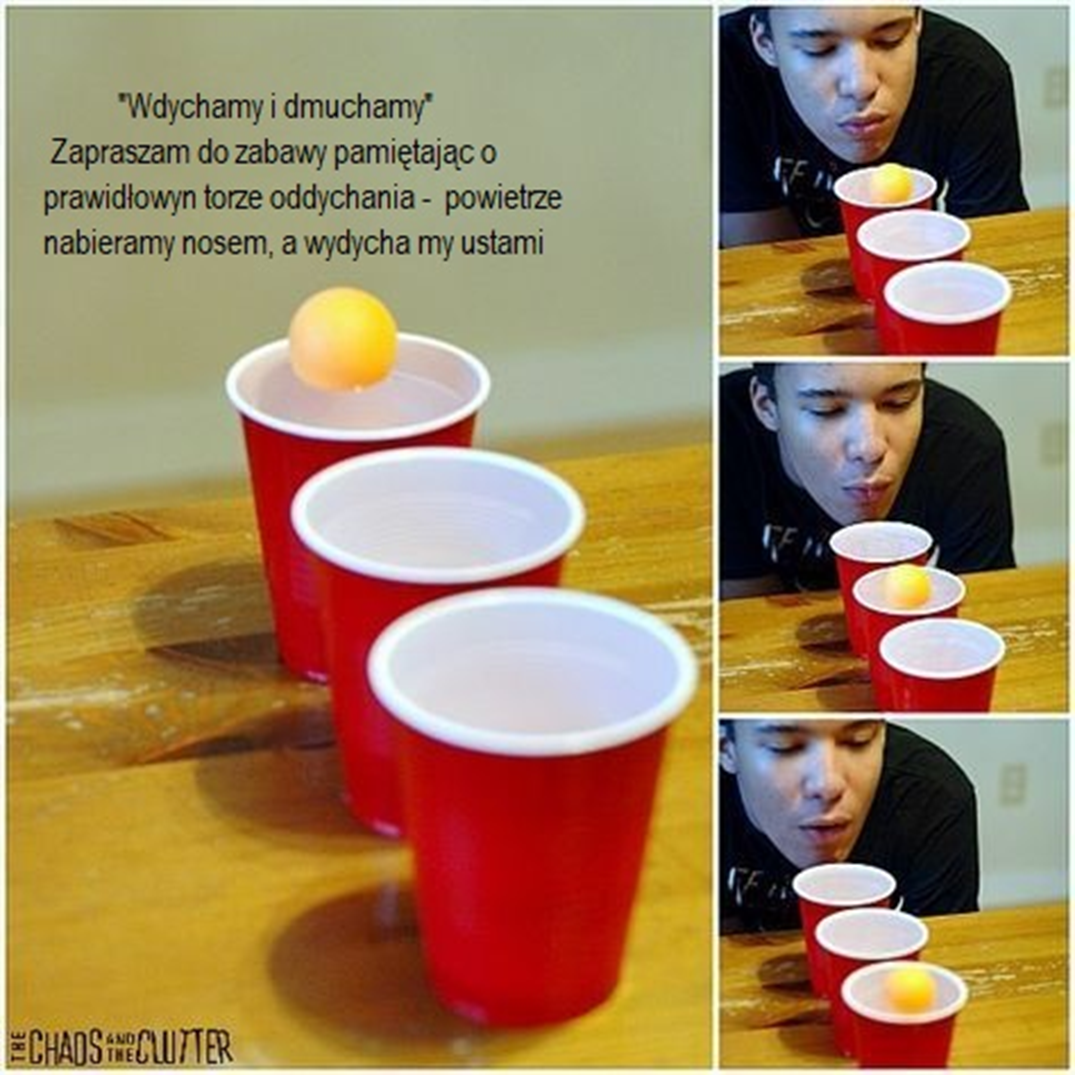 "Wdychamy i dmuchamy"
Zapraszam do zabawy pamiętając o
prawidłowyn torze oddychania - powietrze
nabieramy nosem, a wydycha my ustami
THE CHAOS AND THE CLUTTER